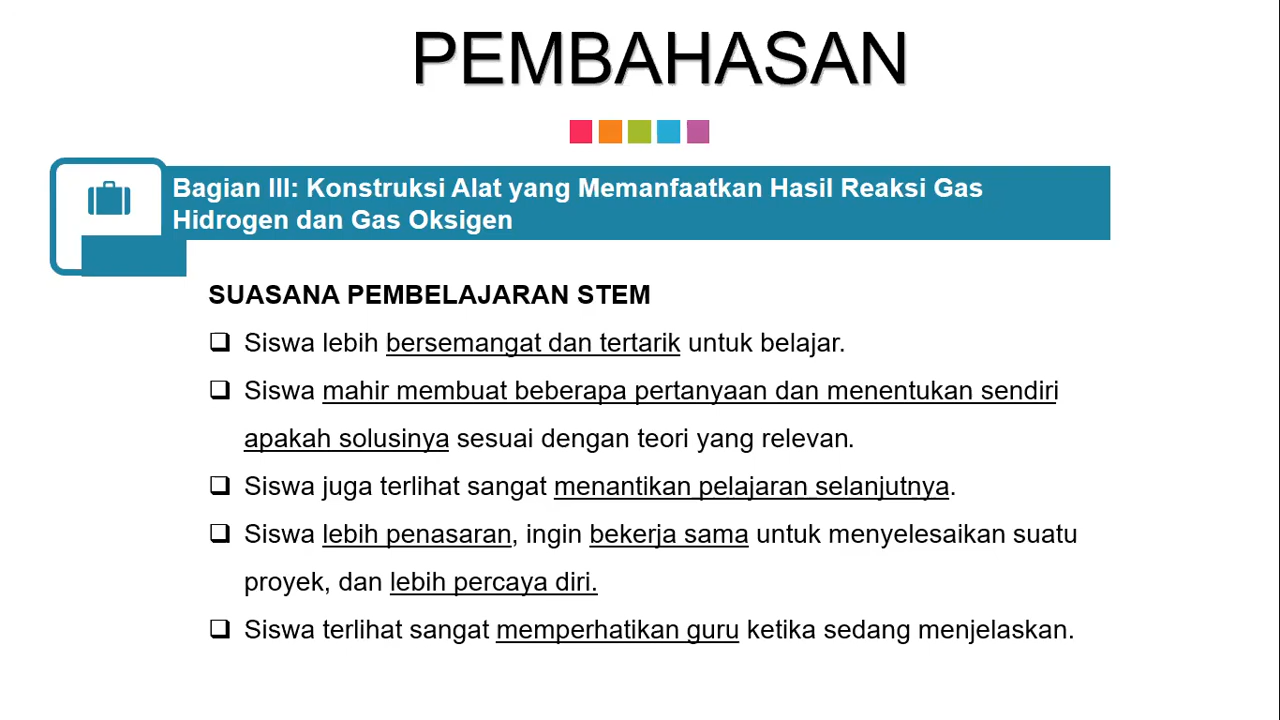 PEMBAHASAN
Bagian III: Konstruksi Alat yang Memanfaatkan Hasil Reaksi Gas
Hidrogen dan Gas Oksigen
SUASANA PEMBELAJARAN STEM
❑ Siswa lebih bersemangat dan tertarik untuk belajar.
❑ Siswa mahir membuat beberapa pertanyaan dan menentukan sendiri
apakah solusinya sesuai dengan teori yang relevan.
❑ Siswa juga terlihat sangat menantikan pelajaran selanjutnya.
❑ Siswa lebih penasaran, ingin bekerja sama untuk menyelesaikan suatu
proyek, dan lebih percaya diri.
❑ Siswa terlihat sangat memperhatikan guru ketika sedang menjelaskan.